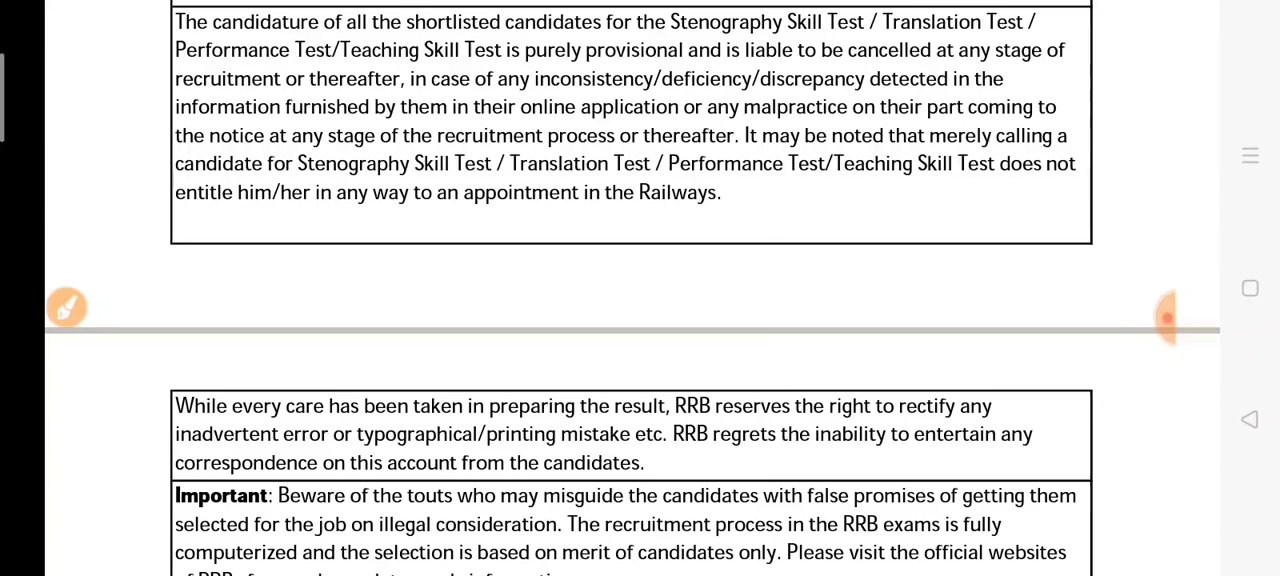 The candidature of all the shortlisted candidates for the Stenography Skill Test / Translation Test /
Performance Test/Teaching Skill Test is purely provisional and is liable to be cancelled at any stage of
recruitment or thereafter, in case of any inconsistency/deficiency/discrepancy detected in the
information furnished by them in their online application or any malpractice on their part coming to
the notice at any stage of the recruitment process or thereafter. It may be noted that merely calling a
candidate for Stenography Skill Test / Translation Test / Performance Test/Teaching Skill Test does not
entitle him/her in any way to an appointment in the Railways.
While every care has been taken in preparing the result, RRB reserves the right to rectify any
inadvertent error or typographical/printing mistake etc. RRB regrets the inability to entertain any
correspondence on this account from the candidates.
Important: Beware of the touts who may misguide the candidates with false promises of getting them
selected for the job on illegal consideration. The recruitment process in the RRB exams is fully
computerized and the selection is based on merit of candidates only. Please visit the official websites